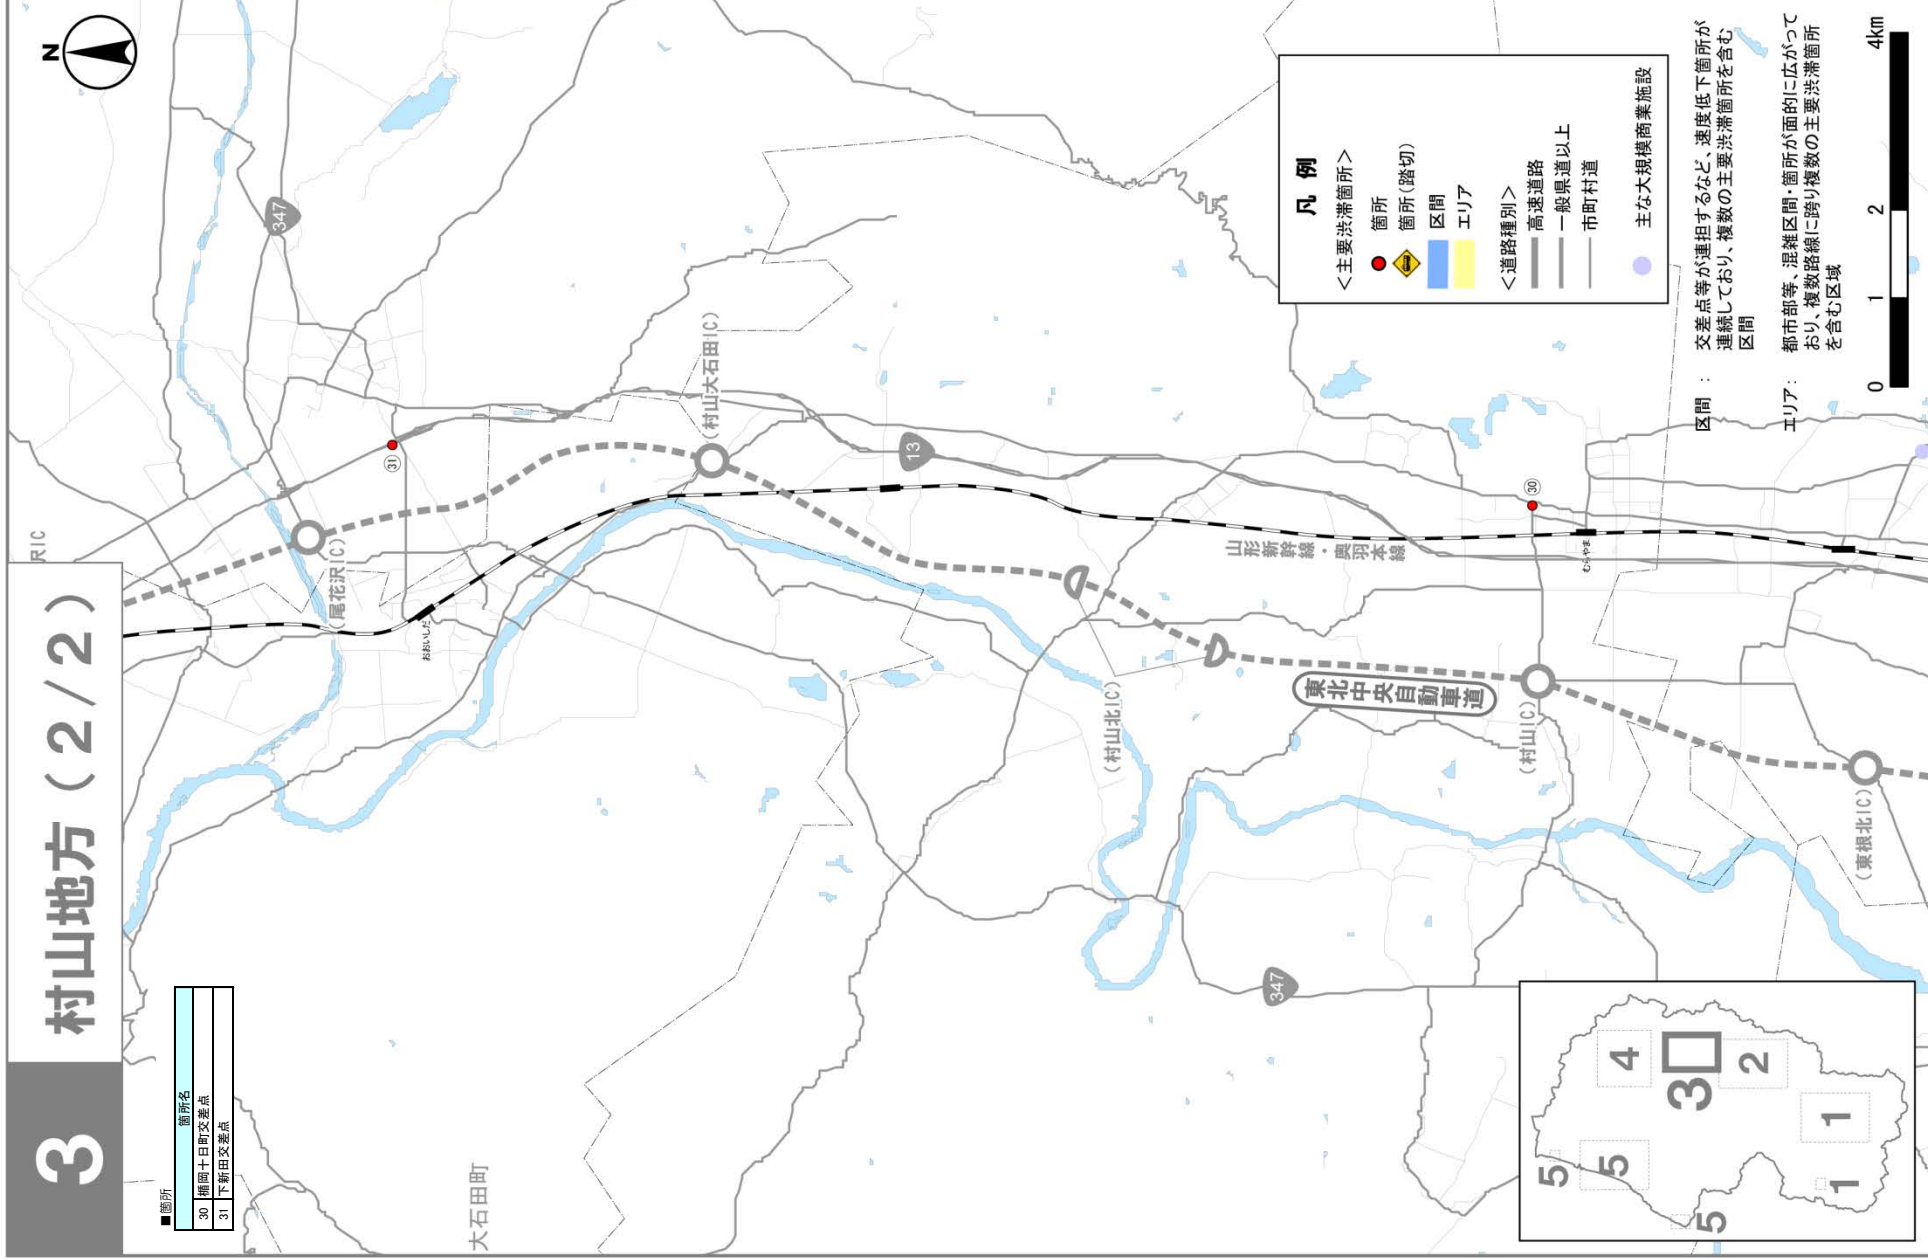 3
村山地方（２/２）
N
■箇所
箇所名
30 楯岡十日町交差点
31 下新田交差点
大石田町
沢IC
347
（尾花沢IC）
おおいしだ
㉛
（村山大石田IC）
13
（村山北IC）
山形新幹線・奥羽本線
東北中央自動車道
㉚
むらやま
（村山IC）
（東根北IC）
347
凡 例
＜主要渋滞箇所＞
箇所
箇所（踏切）
区間
エリア
＜道路種別＞
高速道路
一般県道以上
市町村道
主な大規模商業施設
区間 ： 交差点等が連担するなど、速度低下箇所が
連続しており、複数の主要渋滞箇所を含む
区間
エリア： 都市部等、混雑区間・箇所が面的に広がって
おり、複数路線に跨り複数の主要渋滞箇所
を含む区域
0 1 2 4km
5
5
5
4
3
2
1
1